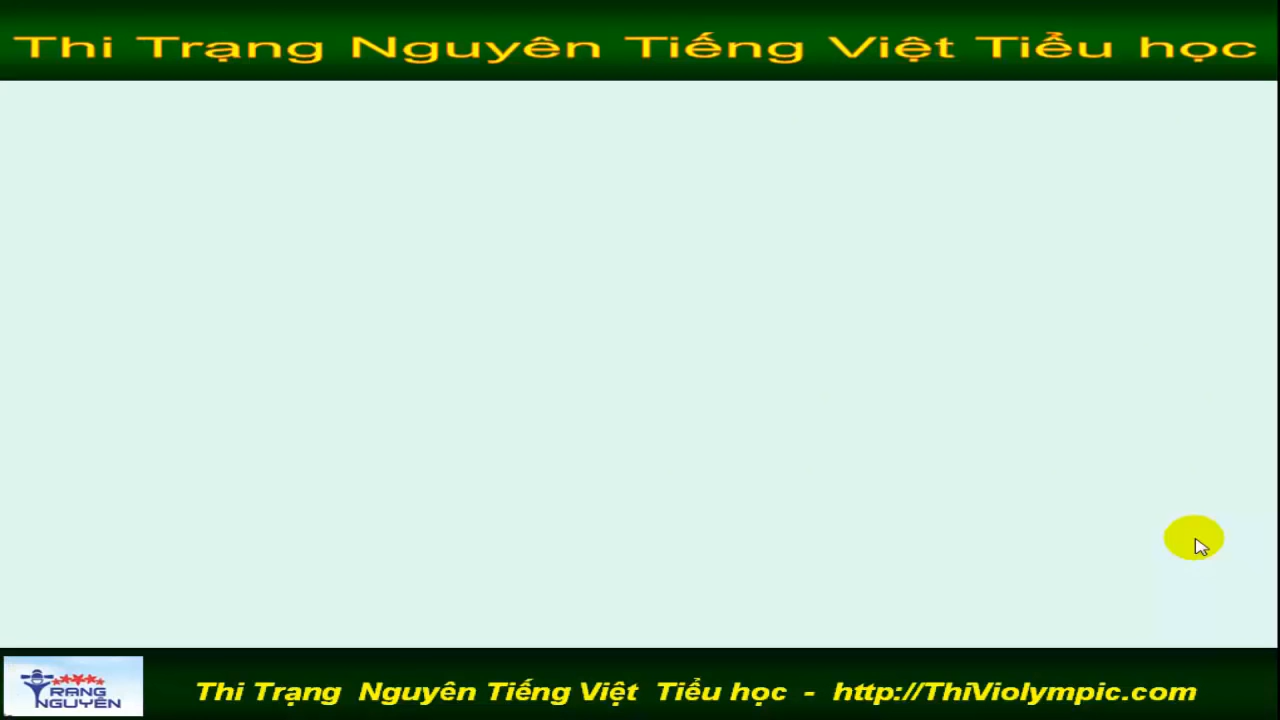 Thi Trạng Nguyên Tiếng Việt Tiểu học
TRẠNG
NGUYÊN
Thi Trạng Nguyên Tiếng Việt Tiểu học - http://ThiViolympic.com